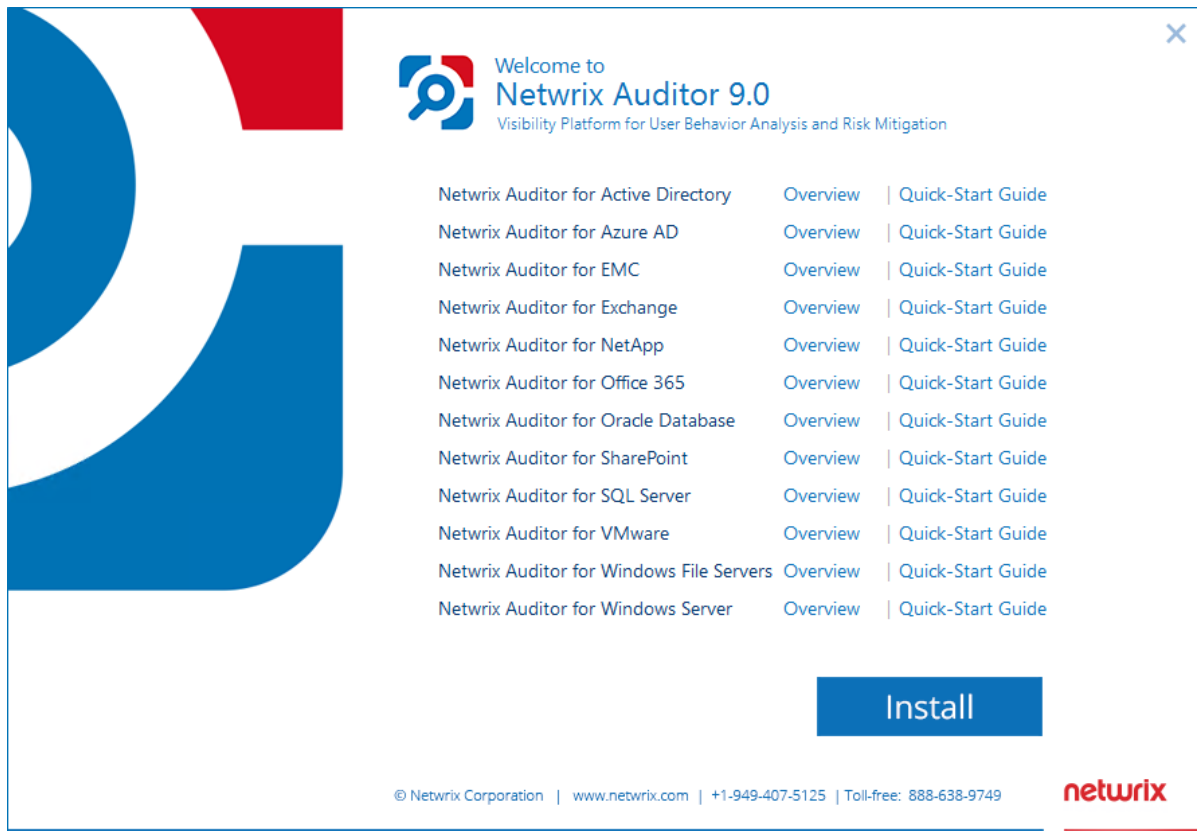 Welcome to
Netwrix Auditor 9.0
Visibility Platform for User Behavior Analysis and Risk Mitigation
Netwrix Auditor for Active Directory Overview | Quick-Start Guide
Netwrix Auditor for Azure AD Overview | Quick-Start Guide
Netwrix Auditor for EMC Overview | Quick-Start Guide
Netwrix Auditor for Exchange Overview | Quick-Start Guide
Netwrix Auditor for NetApp Overview | Quick-Start Guide
Netwrix Auditor for Office 365 Overview | Quick-Start Guide
Netwrix Auditor for Oracle Database Overview | Quick-Start Guide
Netwrix Auditor for SharePoint Overview | Quick-Start Guide
Netwrix Auditor for SQL Server Overview | Quick-Start Guide
Netwrix Auditor for VMware Overview | Quick-Start Guide
Netwrix Auditor for Windows File Servers Overview | Quick-Start Guide
Netwrix Auditor for Windows Server Overview | Quick-Start Guide
Install
© Netwrix Corporation | www.netwrix.com | +1-949-407-5125 | Toll-free: 888-638-9749
netwrix